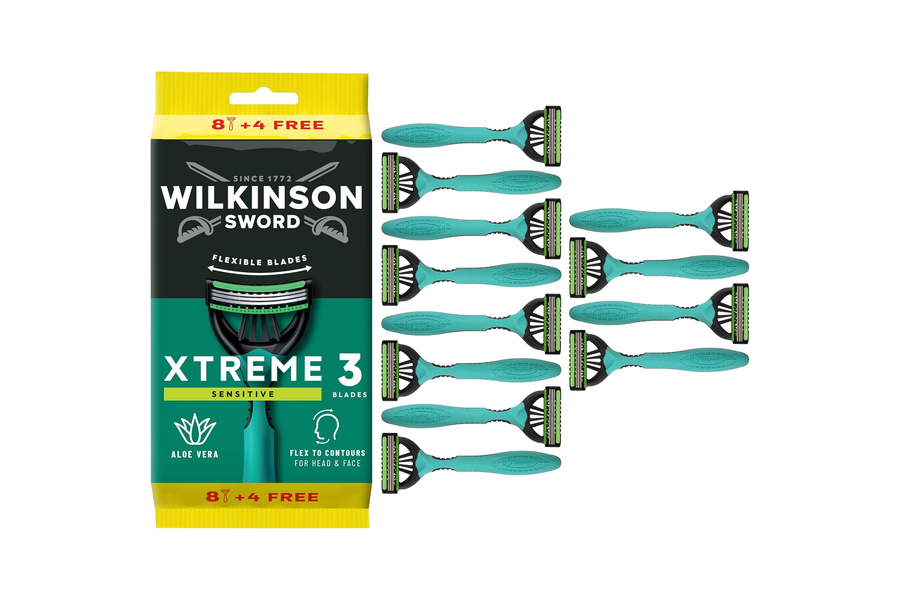 8 +4 FREE
SINCE 1772
WILKINSON
SWORD
FLEXIBLE BLADES
XTREME 3
SENSITIVE
BLADES
ALOE VERA
FLEX TO CONTOURS
FOR HEAD & FACE
8 +4 FREE